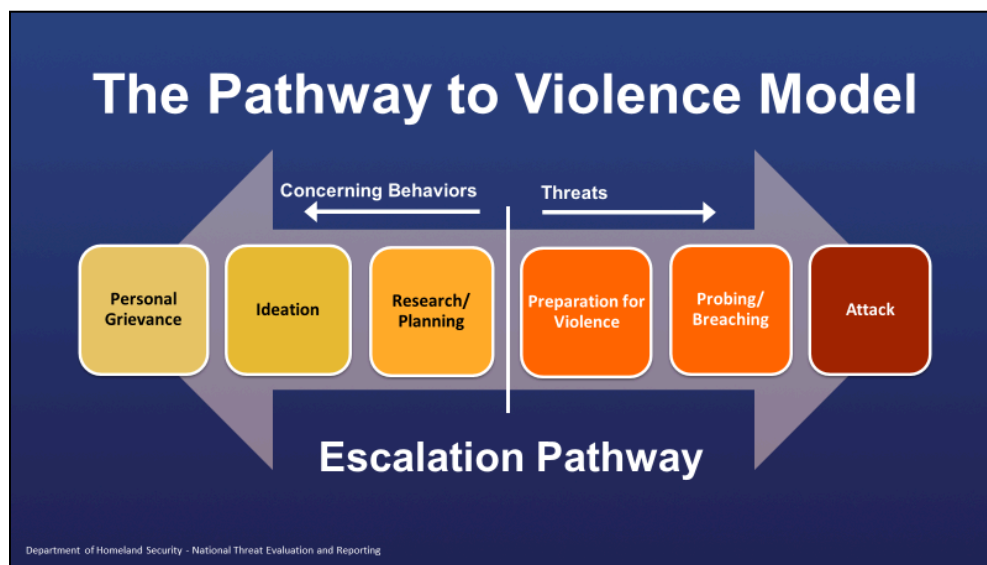 The Pathway to Violence Model
Concerning Behaviors
Threats
Personal
Grievance
Ideation
Research/
Planning
Preparation for
Violence
Probing/
Breaching
Attack
Escalation Pathway
Department of Homeland Security - National Threat Evaluation and Reporting